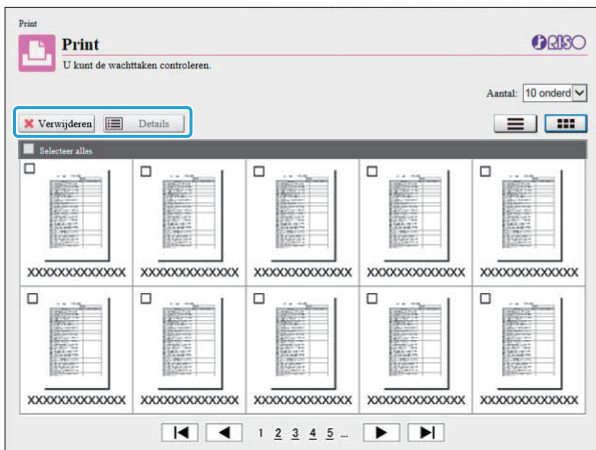 Print
Print
RISO
U kunt de wachttaken controleren.
Aantal: 10 onderd
Verwijderen Details
Selecteer alles
XXXXXXXXXXXXX XXXXXXXXXXXXX XXXXXXXXXXXXX XXXXXXXXXXXXX XXXXXXXXXXXXX
XXXXXXXXXXXXX XXXXXXXXXXXXX XXXXXXXXXXXXX XXXXXXXXXXXXX XXXXXXXXXXXXX
1 2 3 4 5 ...